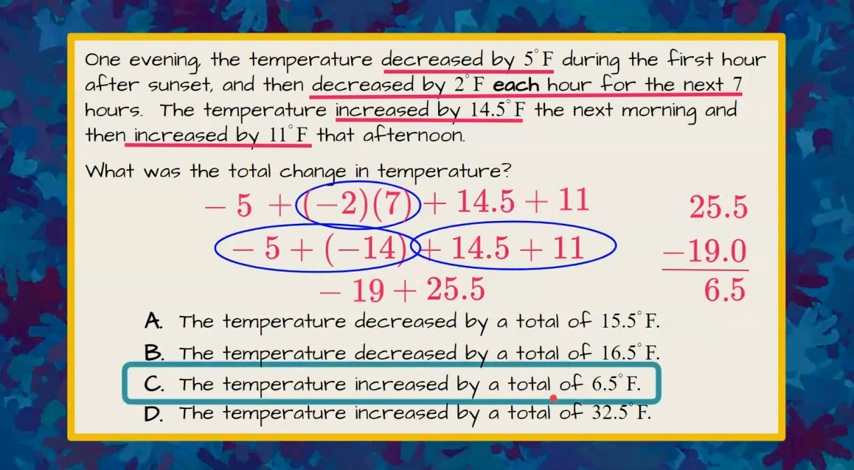 One evening, the temperature decreased by 5°F during the first hour
after sunset, and then decreased by 2°F each hour for the next 7
hours. The temperature increased by 14.5°F the next morning and
then increased by 11°F that afternoon.
What was the total change in temperature?
− 5 + (−2)(7) + 14.5 + 11
− 5 + (−14) + 14.5 + 11
− 19 + 25.5
25.5
−19.0
6.5
A. The temperature decreased by a total of 15.5°F.
B. The temperature decreased by a total of 16.5°F.
C. The temperature increased by a total of 6.5°F.
D. The temperature increased by a total of 32.5°F.